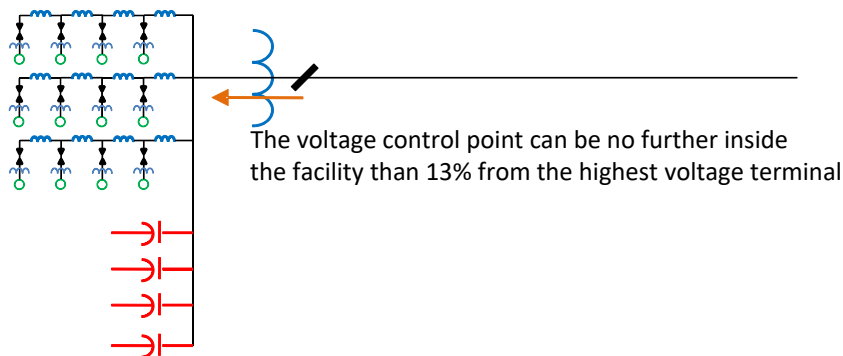 The voltage control point can be no further inside
the facility than 13% from the highest voltage terminal